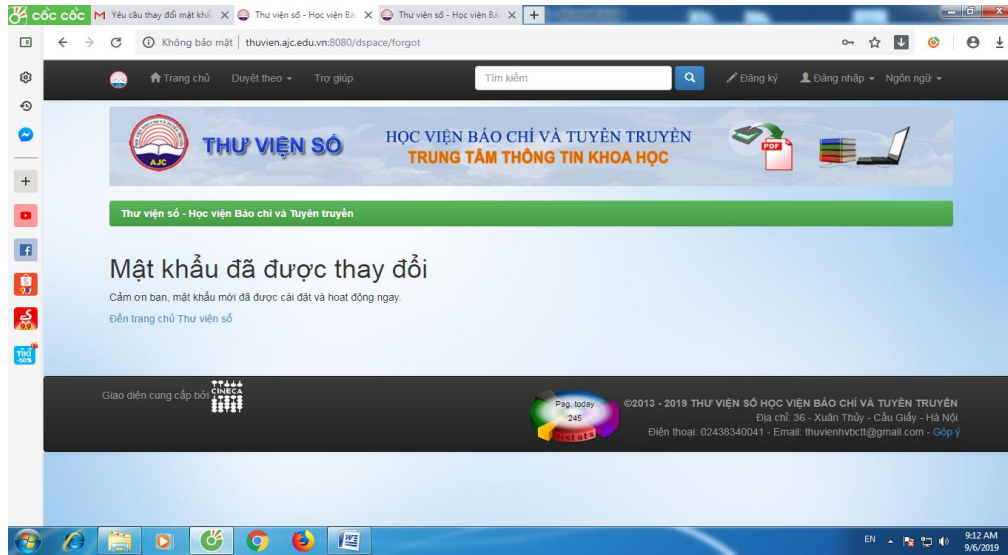 cốc cốc
Yêu cầu thay đổi mật khẩ
Thư viện số - Học viện Bá
Thư viện số - Học viện Bá
Không bảo mật | thuvien.ajc.edu.vn:8080/dspace/forgot
Trang chủ Duyệt theo Trợ giúp Tìm kiếm Đăng ký Đăng nhập Ngôn ngữ
THƯ VIỆN SỐ
HỌC VIỆN BÁO CHÍ VÀ TUYÊN TRUYỀN
TRUNG TÂM THÔNG TIN KHOA HỌC
AJC
PDF
Thư viện số - Học viện Báo chí và Tuyên truyền
Mật khẩu đã được thay đổi
Cảm ơn bạn, mật khẩu mới đã được cài đặt và hoạt động ngay.
Đến trang chủ Thư viện số
Giao diện cung cấp bởi CINECA
Pag. today
245
©2013 - 2019 THƯ VIỆN SỐ HỌC VIỆN BÁO CHÍ VÀ TUYÊN TRUYỀN
Địa chỉ: 36 - Xuân Thủy - Cầu Giấy - Hà Nội
Điện thoại: 02438340041 - Email: thuvienhvbctt@gmail.com - Góp ý
9.9
TIKI
-50%
EN
9:12 AM
9/6/2019